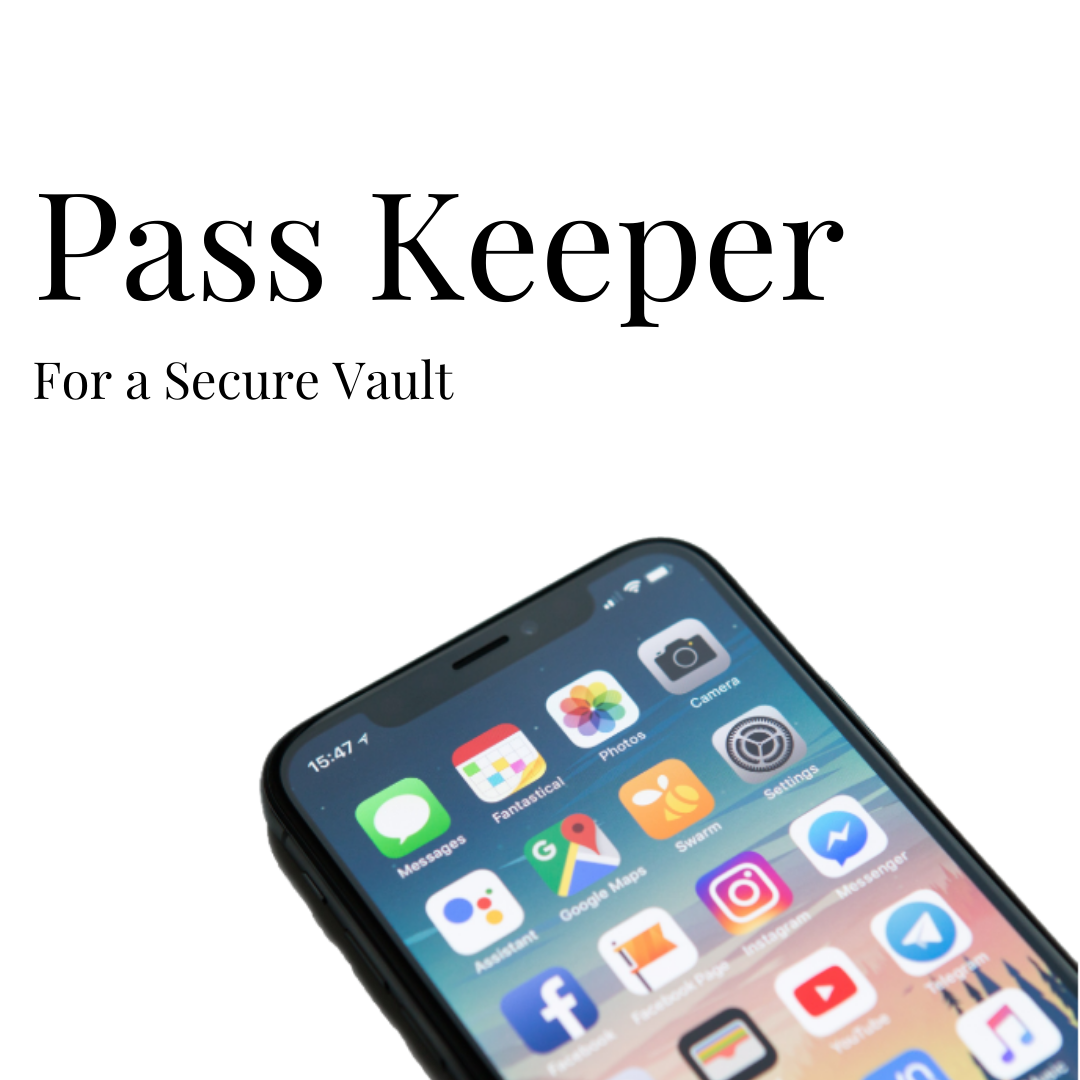 Pass Keeper
For a Secure Vault
15:47
Camera
Photos
Fantastical
Messages
Settings
Swarm
Google Maps
Assistant
Messenger
Instagram
Facebook Page
Facebook
Telegram
YouTube